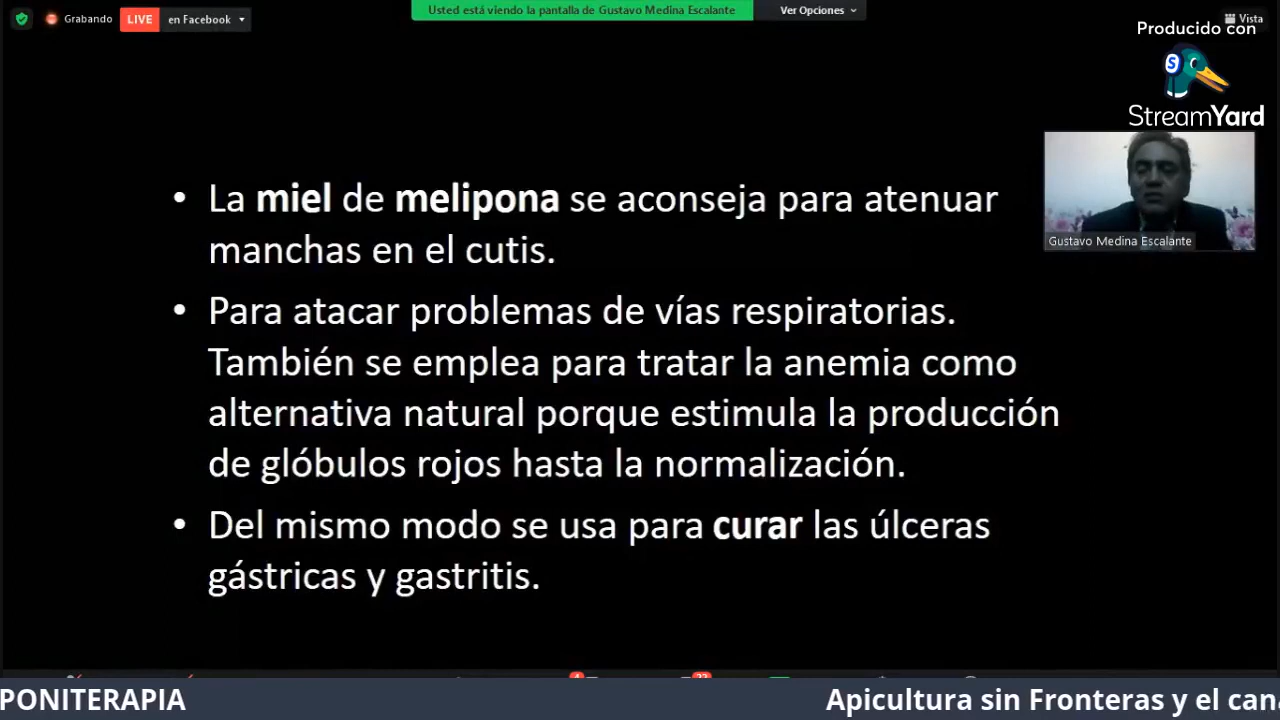 Grabando
LIVE
en Facebook
Usted está viendo la pantalla de Gustavo Medina Escalante
Ver Opciones
Vista
Producido con
S
StreamYard
Gustavo Medina Escalante
• La miel de melipona se aconseja para atenuar
manchas en el cutis.
• Para atacar problemas de vías respiratorias.
También se emplea para tratar la anemia como
alternativa natural porque estimula la producción
de glóbulos rojos hasta la normalización.
• Del mismo modo se usa para curar las úlceras
gástricas y gastritis.
PONITERAPIA
Apicultura sin Fronteras y el can